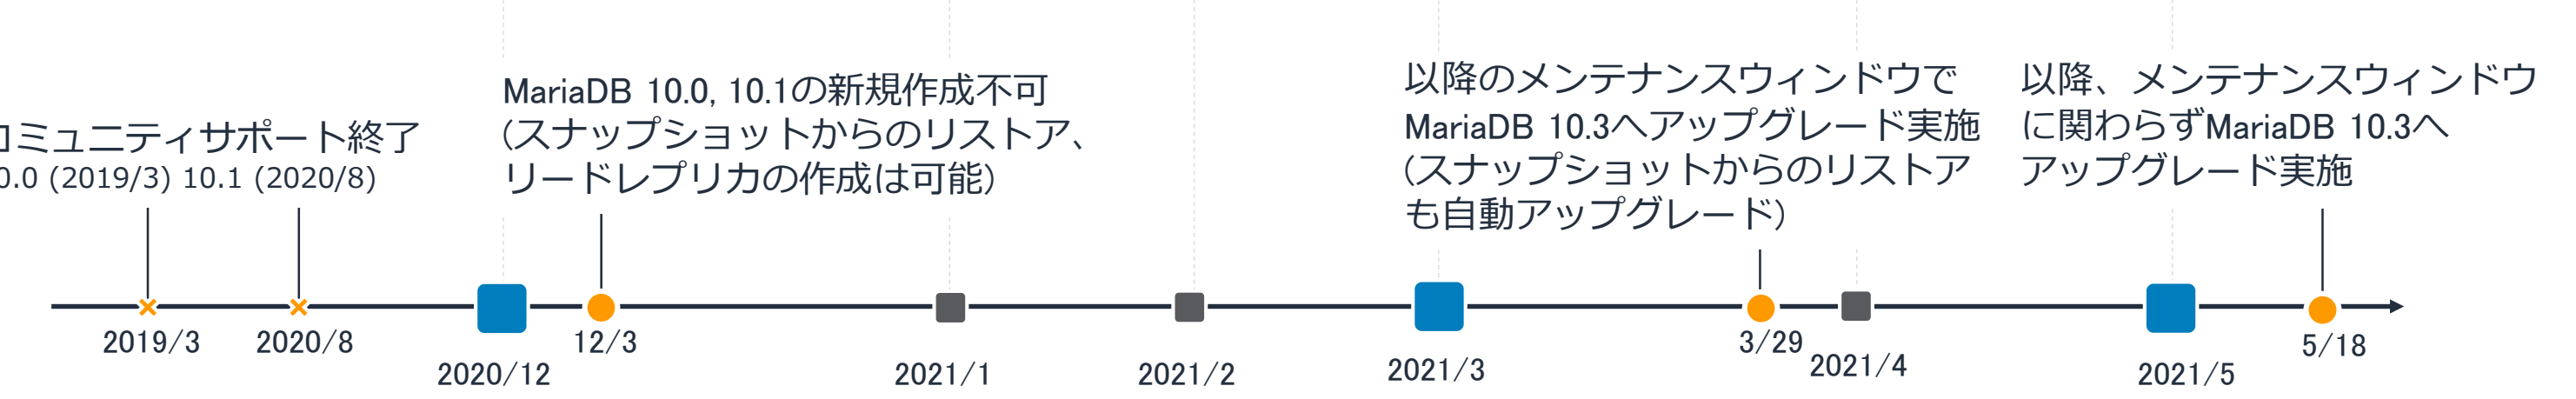 コミュニティサポート終了
0.0 (2019/3) 10.1 (2020/8)
MariaDB 10.0, 10.1の新規作成不可
(スナップショットからのリストア、
リードレプリカの作成は可能)
以降のメンテナンスウィンドウで
MariaDB 10.3へアップグレード実施
(スナップショットからのリストア
も自動アップグレード)
以降、メンテナンスウィンドウ
に関わらずMariaDB 10.3へ
アップグレード実施
2019/3
2020/8
2020/12
12/3
2021/1
2021/2
2021/3
3/29
2021/4
2021/5
5/18